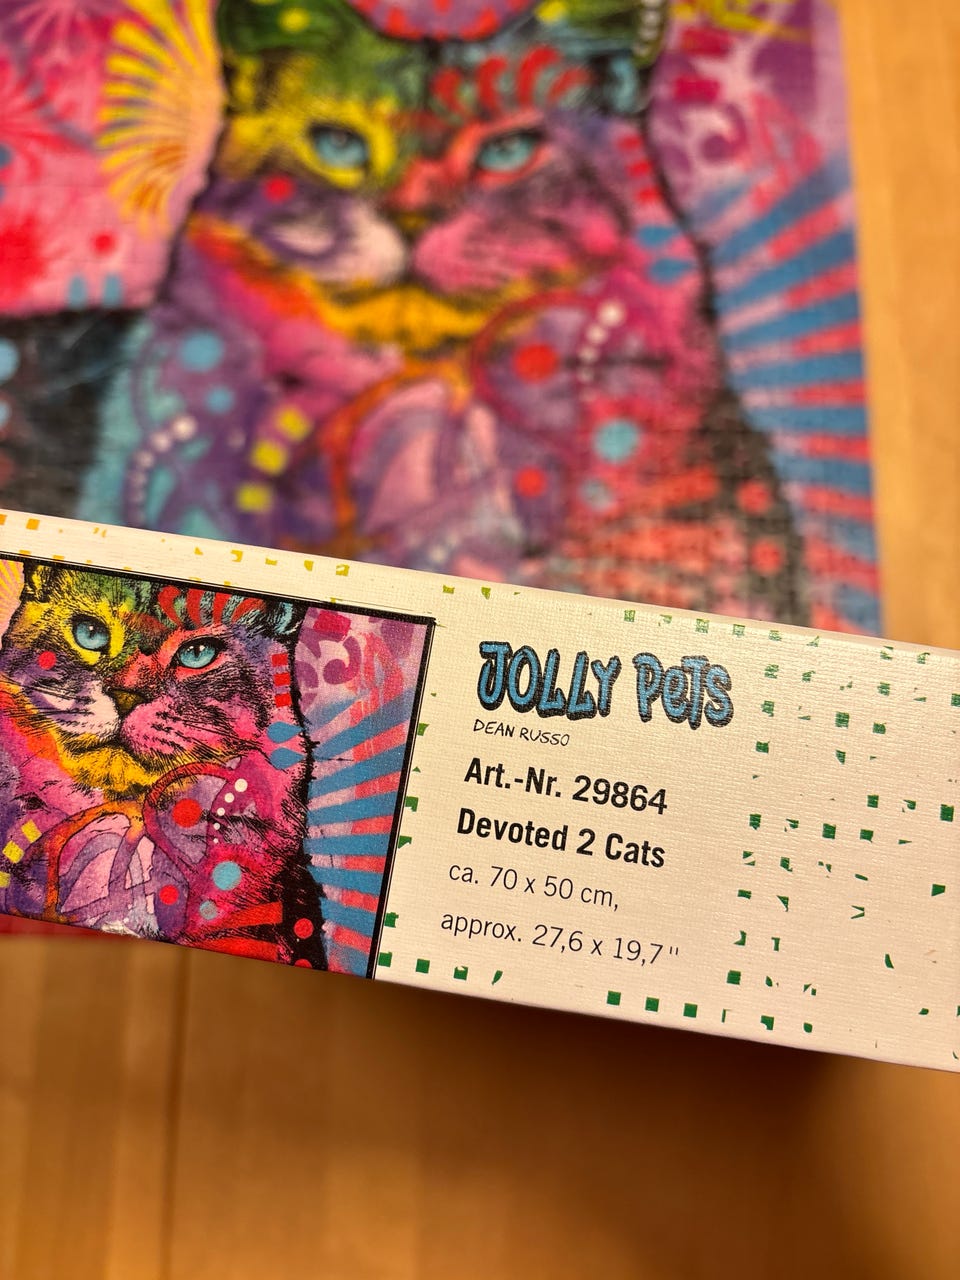 JOLLY PeTS
DEAN RUSSO
Art.-Nr. 29864
Devoted 2 Cats
ca. 70 x 50 cm,
approx. 27,6 x 19,7"